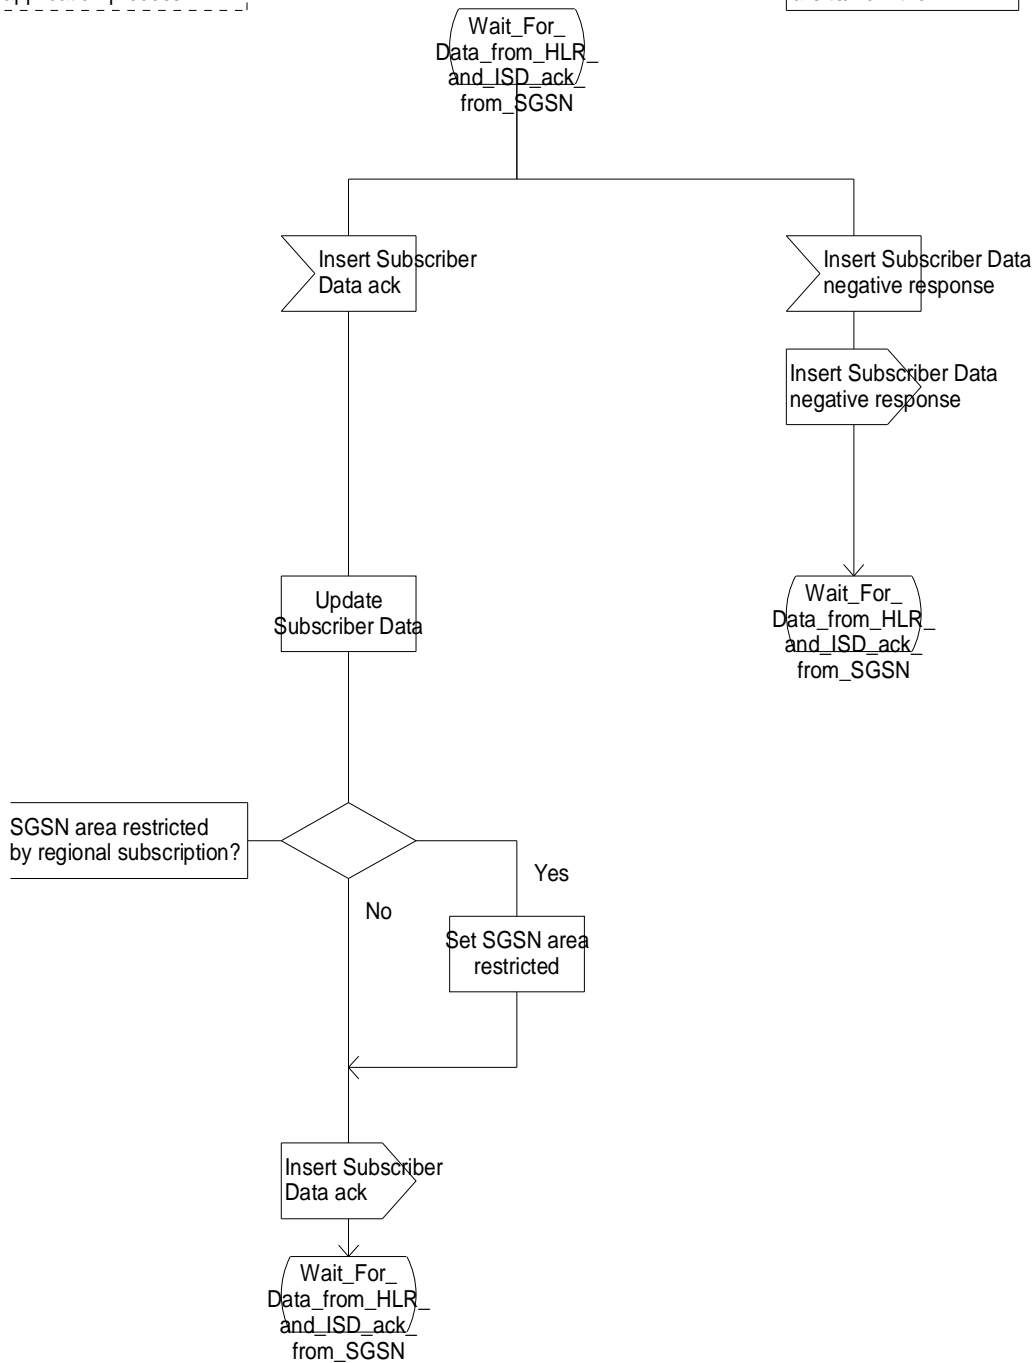 Wait_For_
Data_from_HLR_
and_ISD_ack_
from_SGSN
Insert Subscriber
Data ack
Insert Subscriber Data
negative response
Insert Subscriber Data
negative response
Update
Subscriber Data
Wait_For_
Data_from_HLR_
and_ISD_ack_
from_SGSN
SGSN area restricted
by regional subscription?
Yes
No
Set SGSN area
restricted
Insert Subscriber
Data ack
Wait_For_
Data_from_HLR_
and_ISD_ack_
from_SGSN